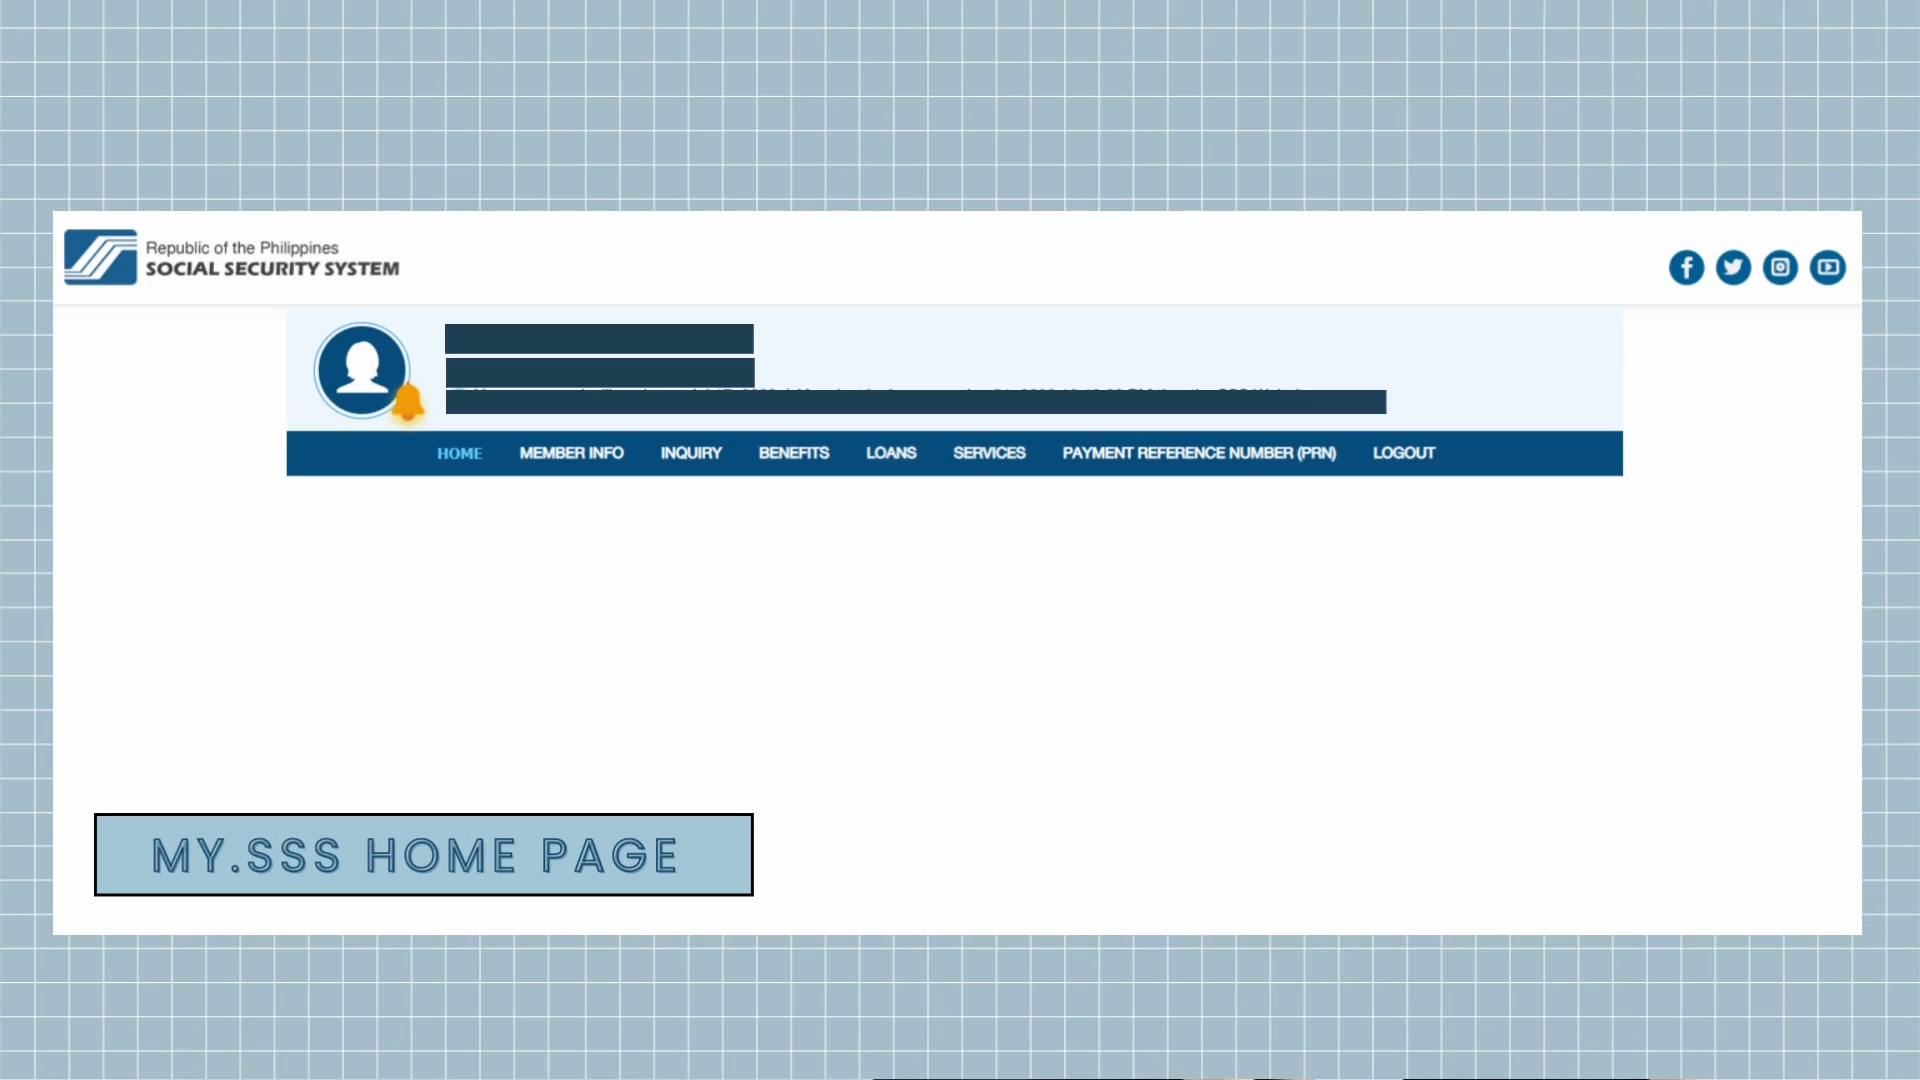 Republic of the Philippines
SOCIAL SECURITY SYSTEM
HOME MEMBER INFO INQUIRY BENEFITS LOANS SERVICES PAYMENT REFERENCE NUMBER (PRN) LOGOUT
MY.SSS HOME PAGE